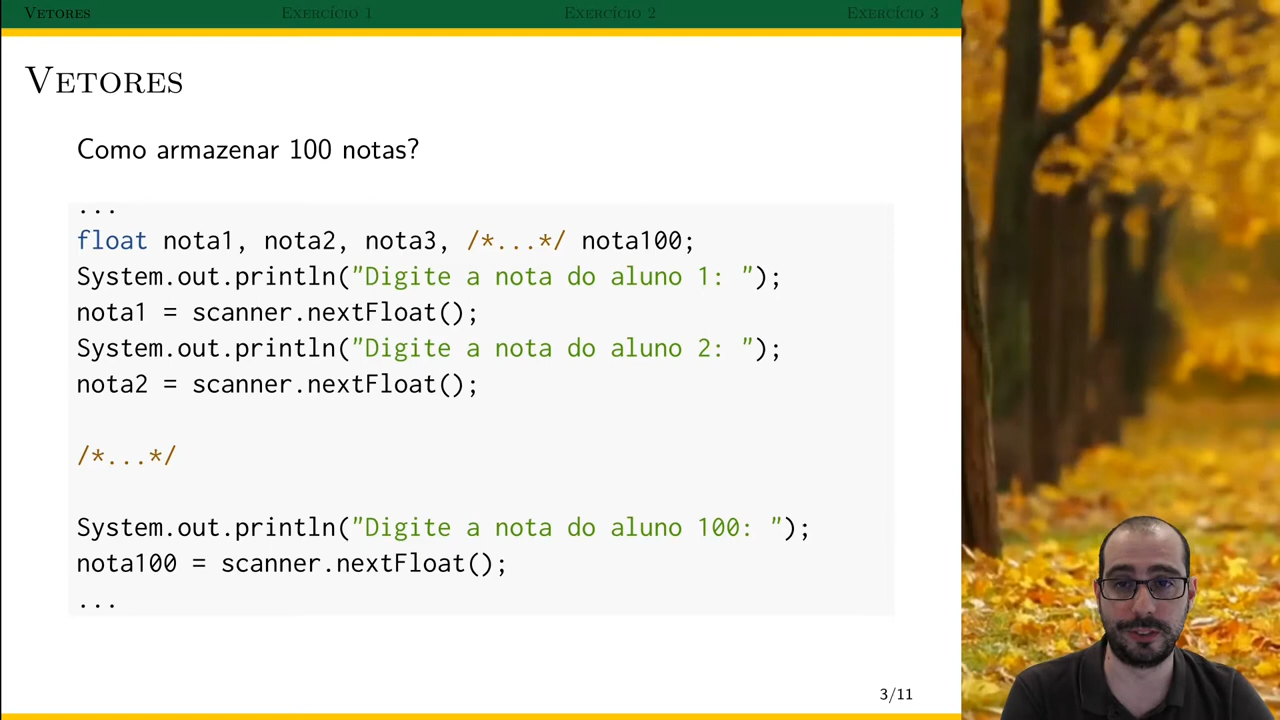 Vetores Exercício 1 Exercício 2 Exercício 3
Vetores
Como armazenar 100 notas?
...
float nota1, nota2, nota3, /*...*/ nota100;
System.out.println("Digite a nota do aluno 1: ");
nota1 = scanner.nextFloat();
System.out.println("Digite a nota do aluno 2: ");
nota2 = scanner.nextFloat();
/*...*/
System.out.println("Digite a nota do aluno 100: ");
nota100 = scanner.nextFloat();
...
3/11